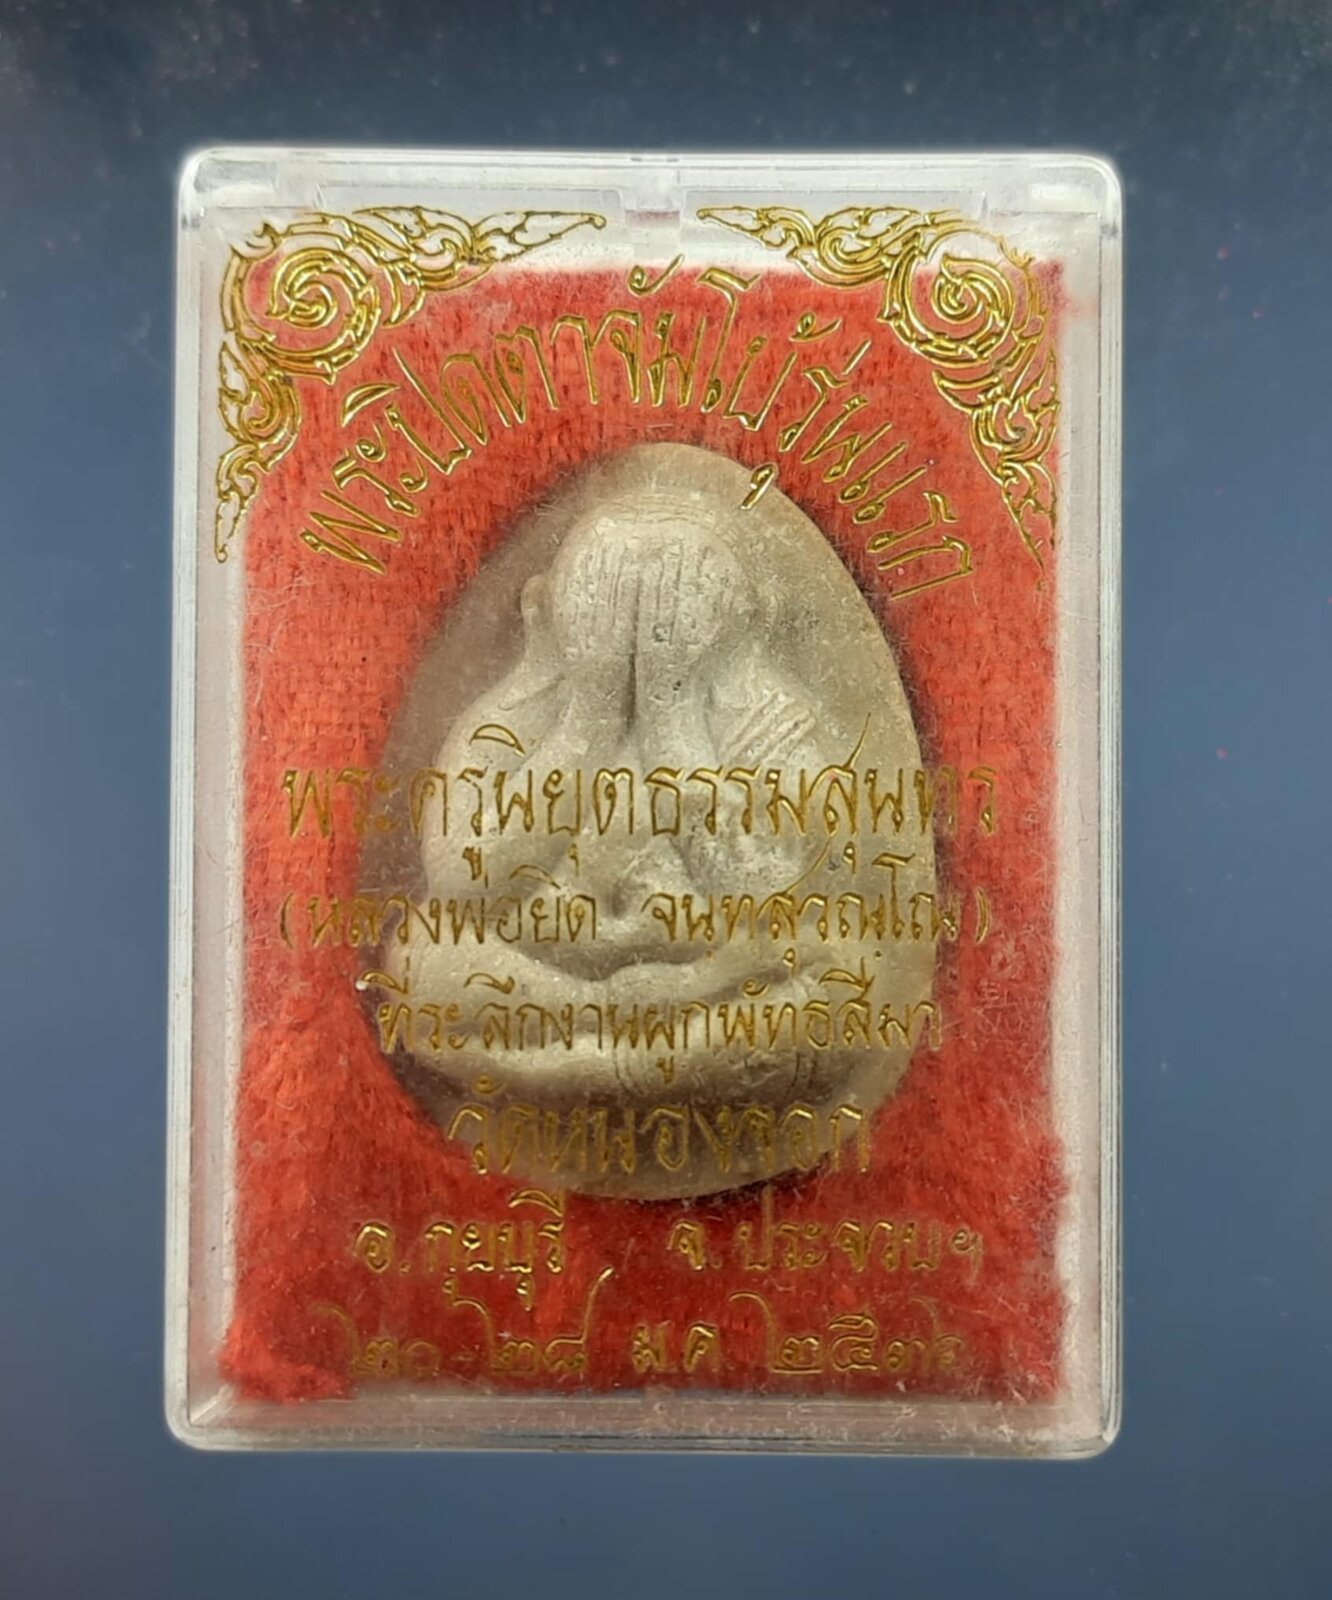 พระปิดตาจัมโบ้รุ่นแรก
พระครูพิยุตธรรมสุนทร
(หลวงพ่อยิด จนฺทสุวณฺโณ)
ที่ระลึกงานผูกพัทธสีมา
วัดหนองจอก
อ.กุยบุรี จ.ประจวบฯ
๒๐-๒๘ ม.ค ๒๕๓๖